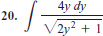 20. ∫ 4y dy / √(2y² + 1)